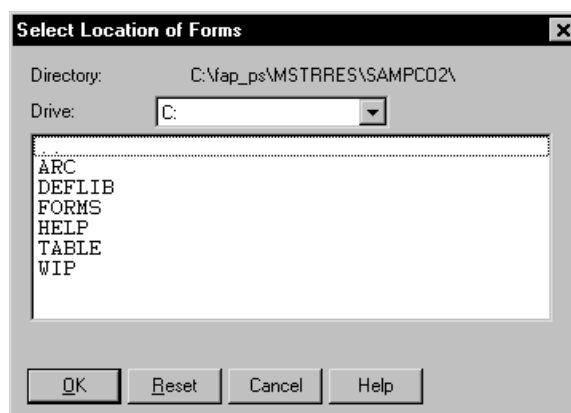 Select Location of Forms
Directory: C:\fap_ps\MSTRRES\SAMPCO2\
Drive: C:
..
ARC
DEFLIB
FORMS
HELP
TABLE
WIP
OK Reset Cancel Help